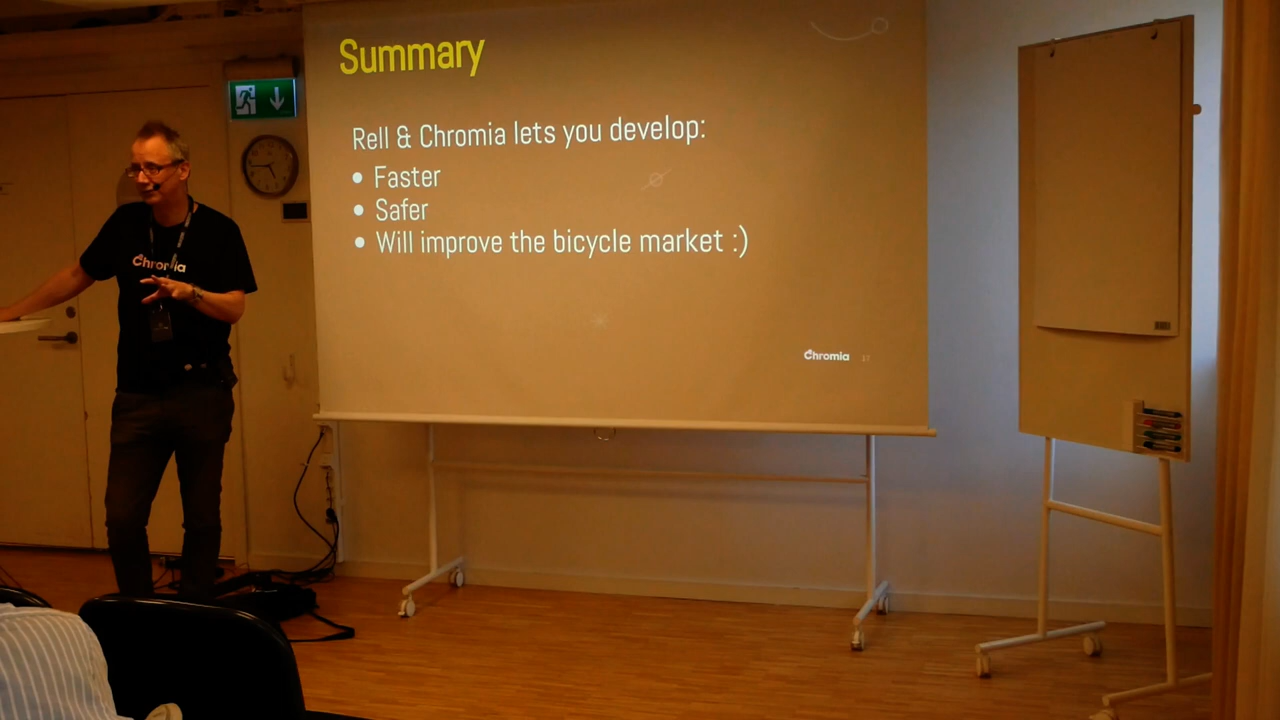 Summary
Rell & Chromia lets you develop:
• Faster
• Safer
• Will improve the bicycle market :)
Chromia
Chromia